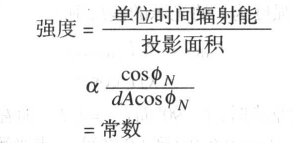 强度 = 单位时间辐射能 / 投影面积
α cosϕ_N / dAcosϕ_N
= 常数